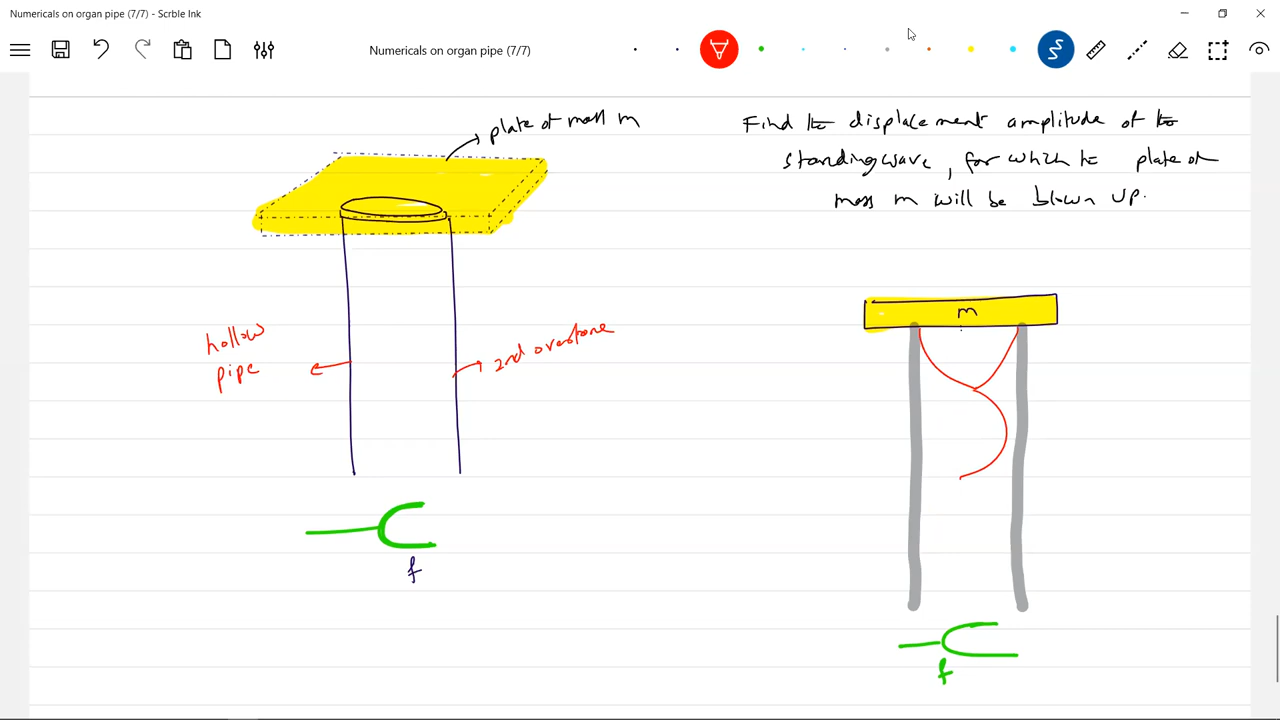 Numericals on organ pipe (7/7) - Scrble Ink
Numericals on organ pipe (7/7)
plate of mass m
Find the displacement amplitude of the
standing wave, for which the plate of
mass m will be blown up.
hollow
pipe
2nd overtone
f
m
f